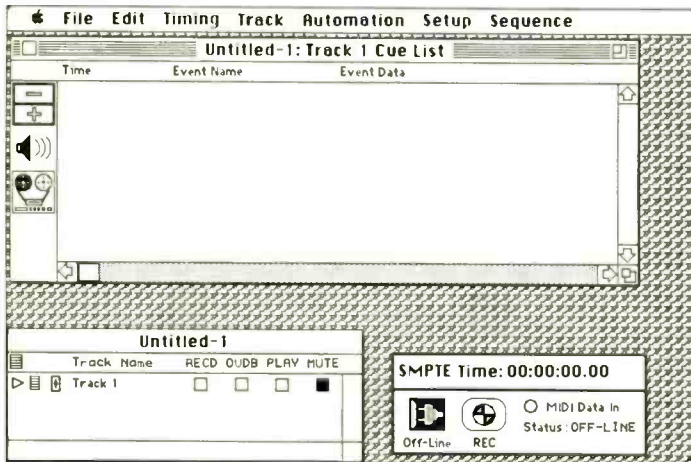 File Edit Timing Track Automation Setup Sequence
Untitled-1: Track 1 Cue List
Time Event Name Event Data
Untitled-1
Track Name RECD OVDB PLAY MUTE
Track 1
SMPTE Time: 00:00:00.00
MIDI Data In
Status: OFF-LINE
Off-Line REC